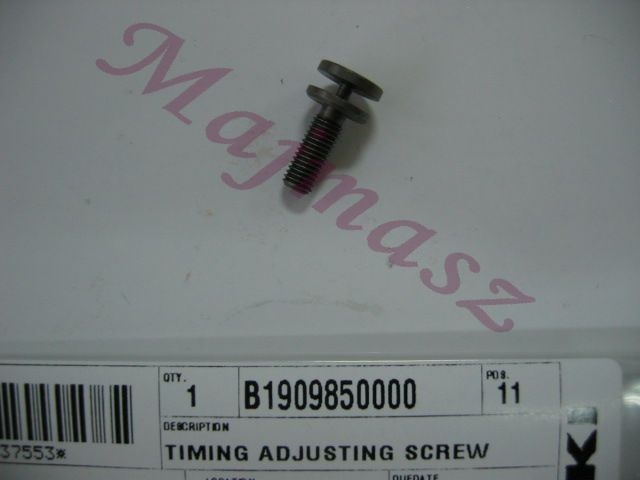 Majmasz
QTY. B1909850000 POS.
1 11
DESCRIPTION
37553*
TIMING ADJUSTING SCREW